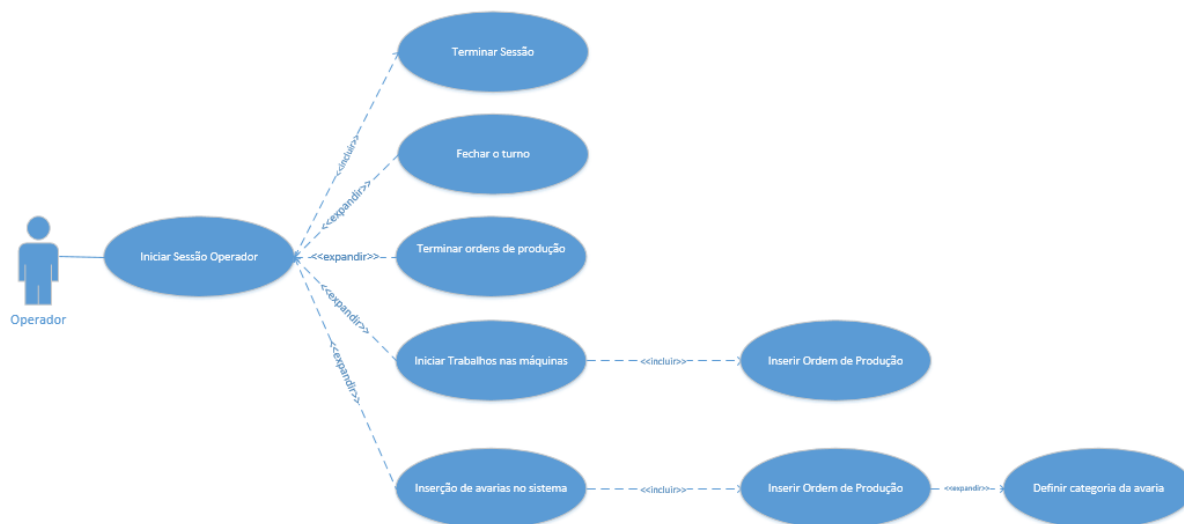 Terminar Sessão
<<incluir>>
Fechar o turno
<<expandir>>
Terminar ordens de produção
<<expandir>>
Iniciar Sessão Operador
Operador
<<expandir>>
Iniciar Trabalhos nas máquinas
<<incluir>>
Inserir Ordem de Produção
<<expandir>>
Inserção de avarias no sistema
<<incluir>>
Inserir Ordem de Produção
<<expandir>>
Definir categoria da avaria